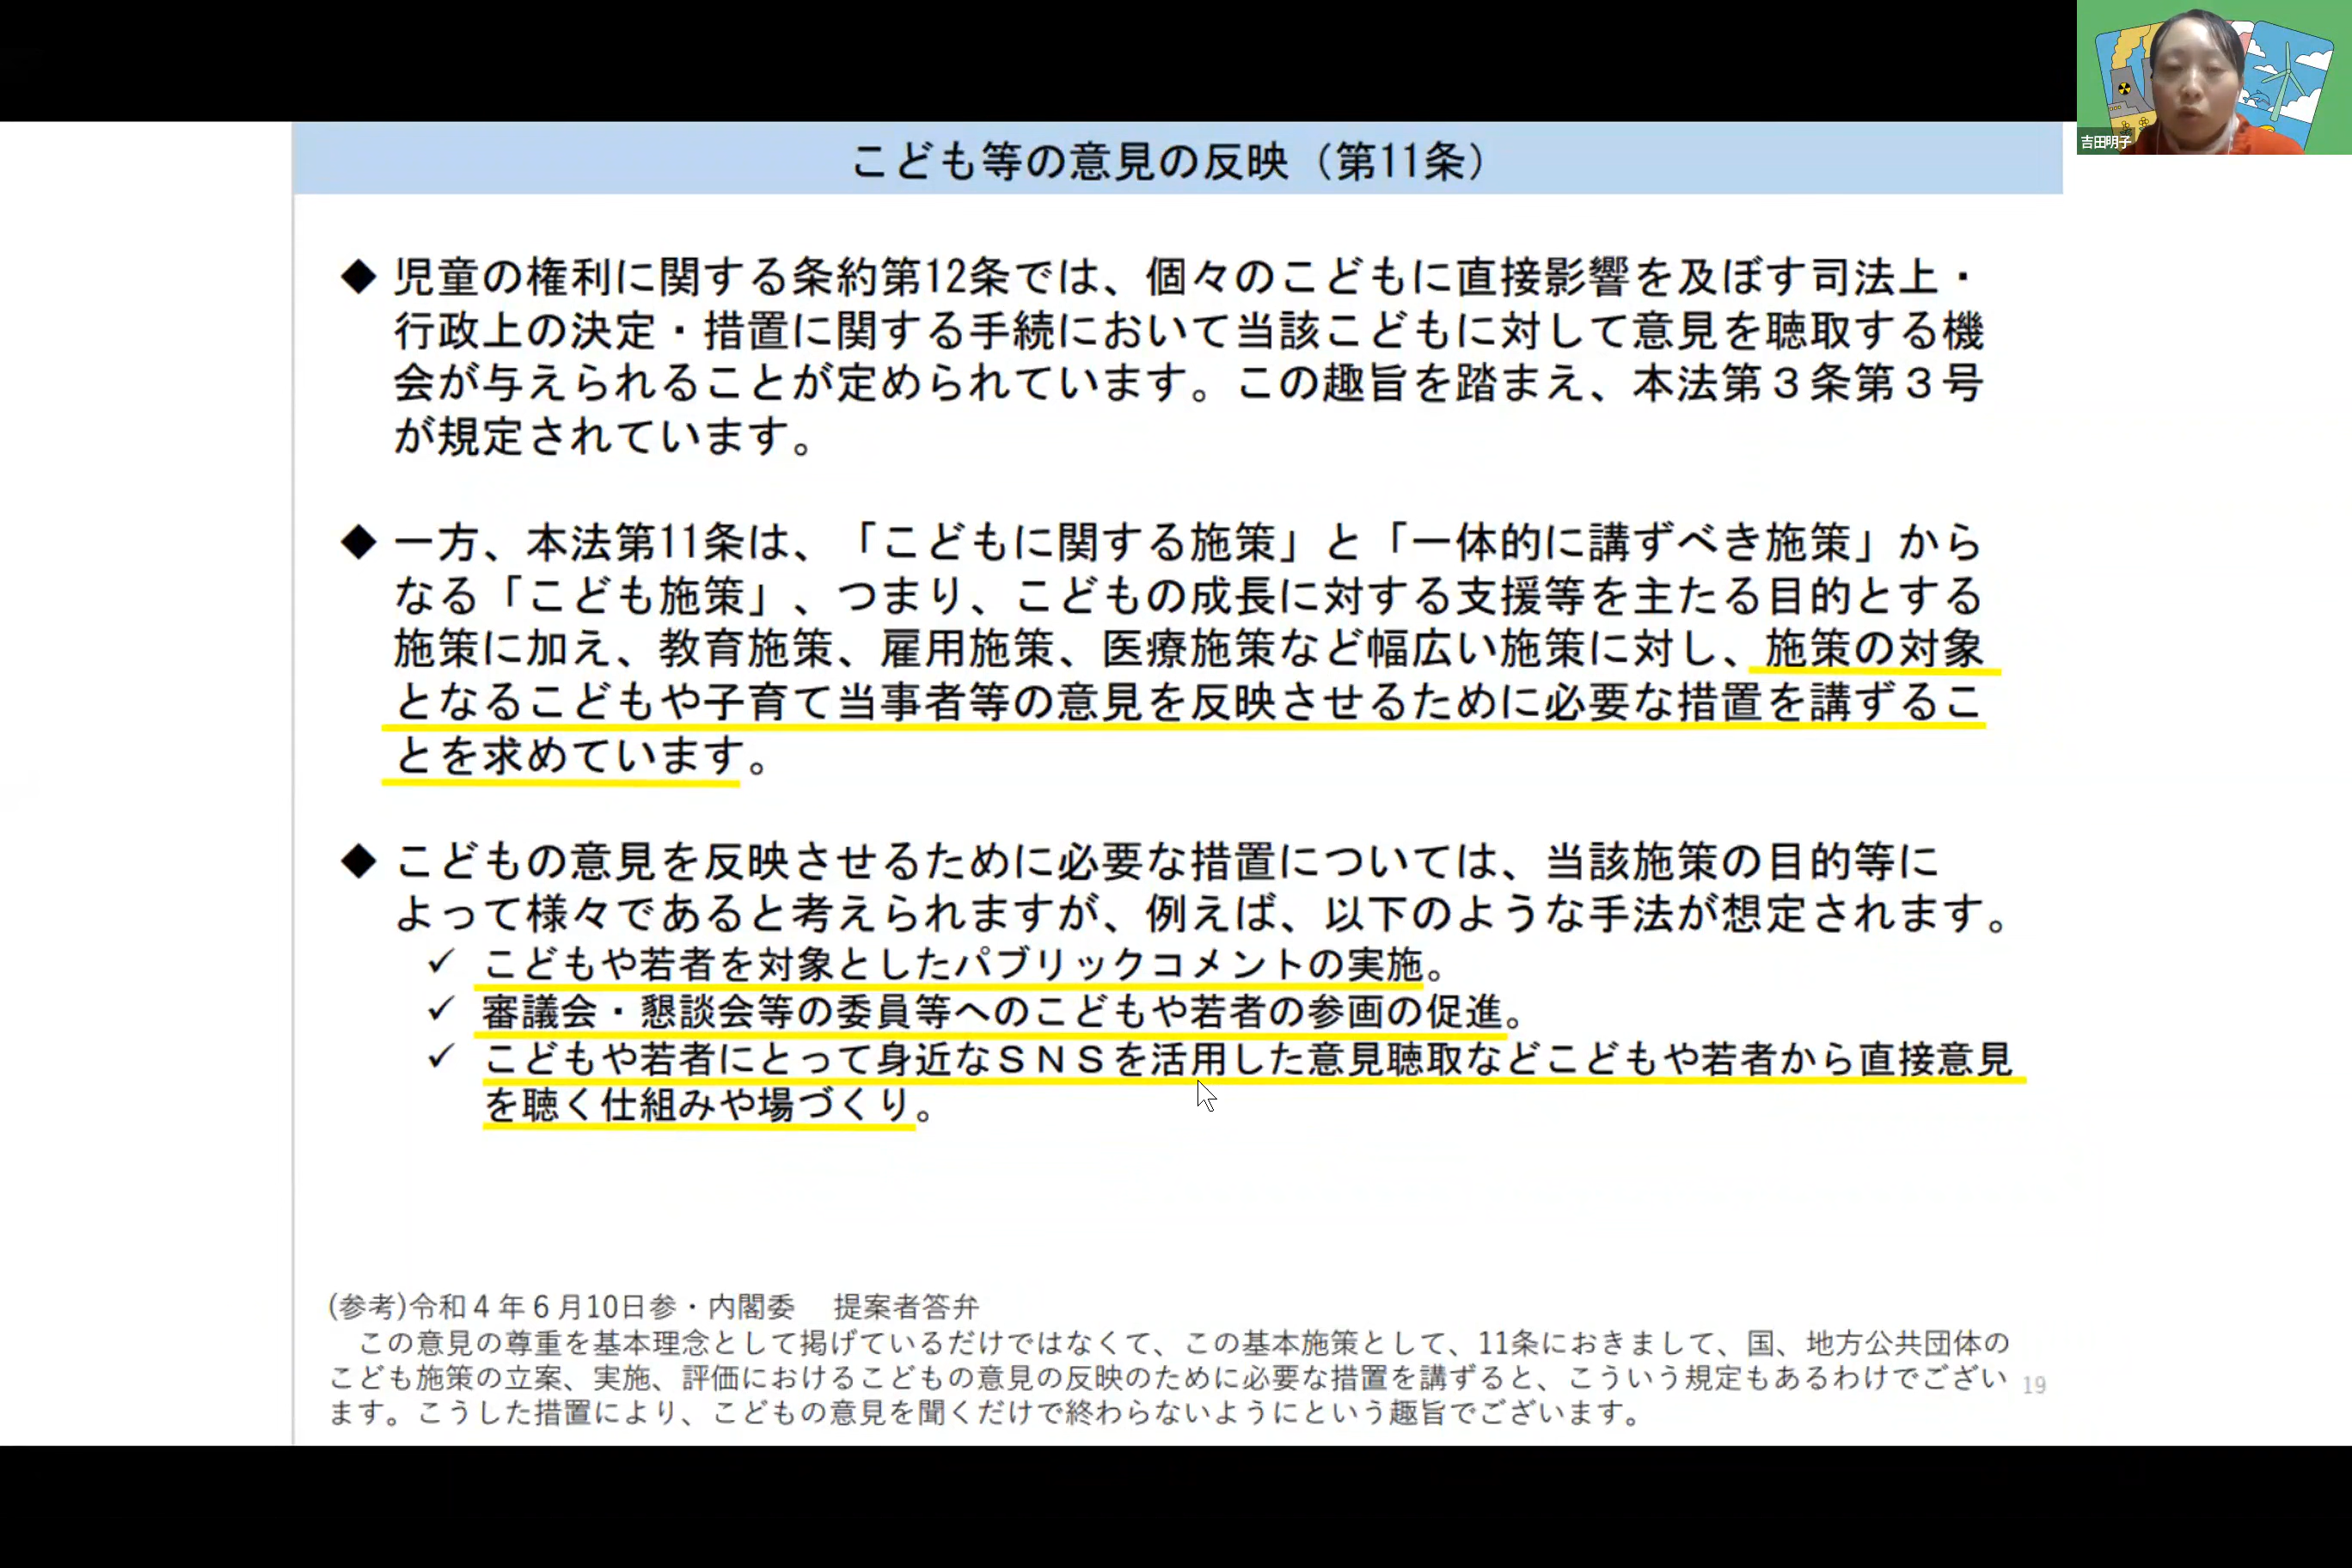 こども等の意見の反映（第11条）
◆ 児童の権利に関する条約第12条では、個々のこどもに直接影響を及ぼす司法上・
行政上の決定・措置に関する手続において当該こどもに対して意見を聴取する機
会が与えられることが定められています。この趣旨を踏まえ、本法第３条第３号
が規定されています。
◆ 一方、本法第11条は、「こどもに関する施策」と「一体的に講ずべき施策」から
なる「こども施策」、つまり、こどもの成長に対する支援等を主たる目的とする
施策に加え、教育施策、雇用施策、医療施策など幅広い施策に対し、施策の対象
となるこどもや子育て当事者等の意見を反映させるために必要な措置を講ずるこ
とを求めています。
◆ こどもの意見を反映させるために必要な措置については、当該施策の目的等に
よって様々であると考えられますが、例えば、以下のような手法が想定されます。
✓ こどもや若者を対象としたパブリックコメントの実施。
✓ 審議会・懇談会等の委員等へのこどもや若者の参画の促進。
✓ こどもや若者にとって身近なＳＮＳを活用した意見聴取などこどもや若者から直接意見
を聴く仕組みや場づくり。
(参考)令和４年６月10日参・内閣委　提案者答弁
この意見の尊重を基本理念として掲げているだけではなくて、この基本施策として、11条におきまして、国、地方公共団体の
こども施策の立案、実施、評価におけるこどもの意見の反映のために必要な措置を講ずると、こういう規定もあるわけでござい
ます。こうした措置により、こどもの意見を聞くだけで終わらないようにという趣旨でございます。
19
吉田明子